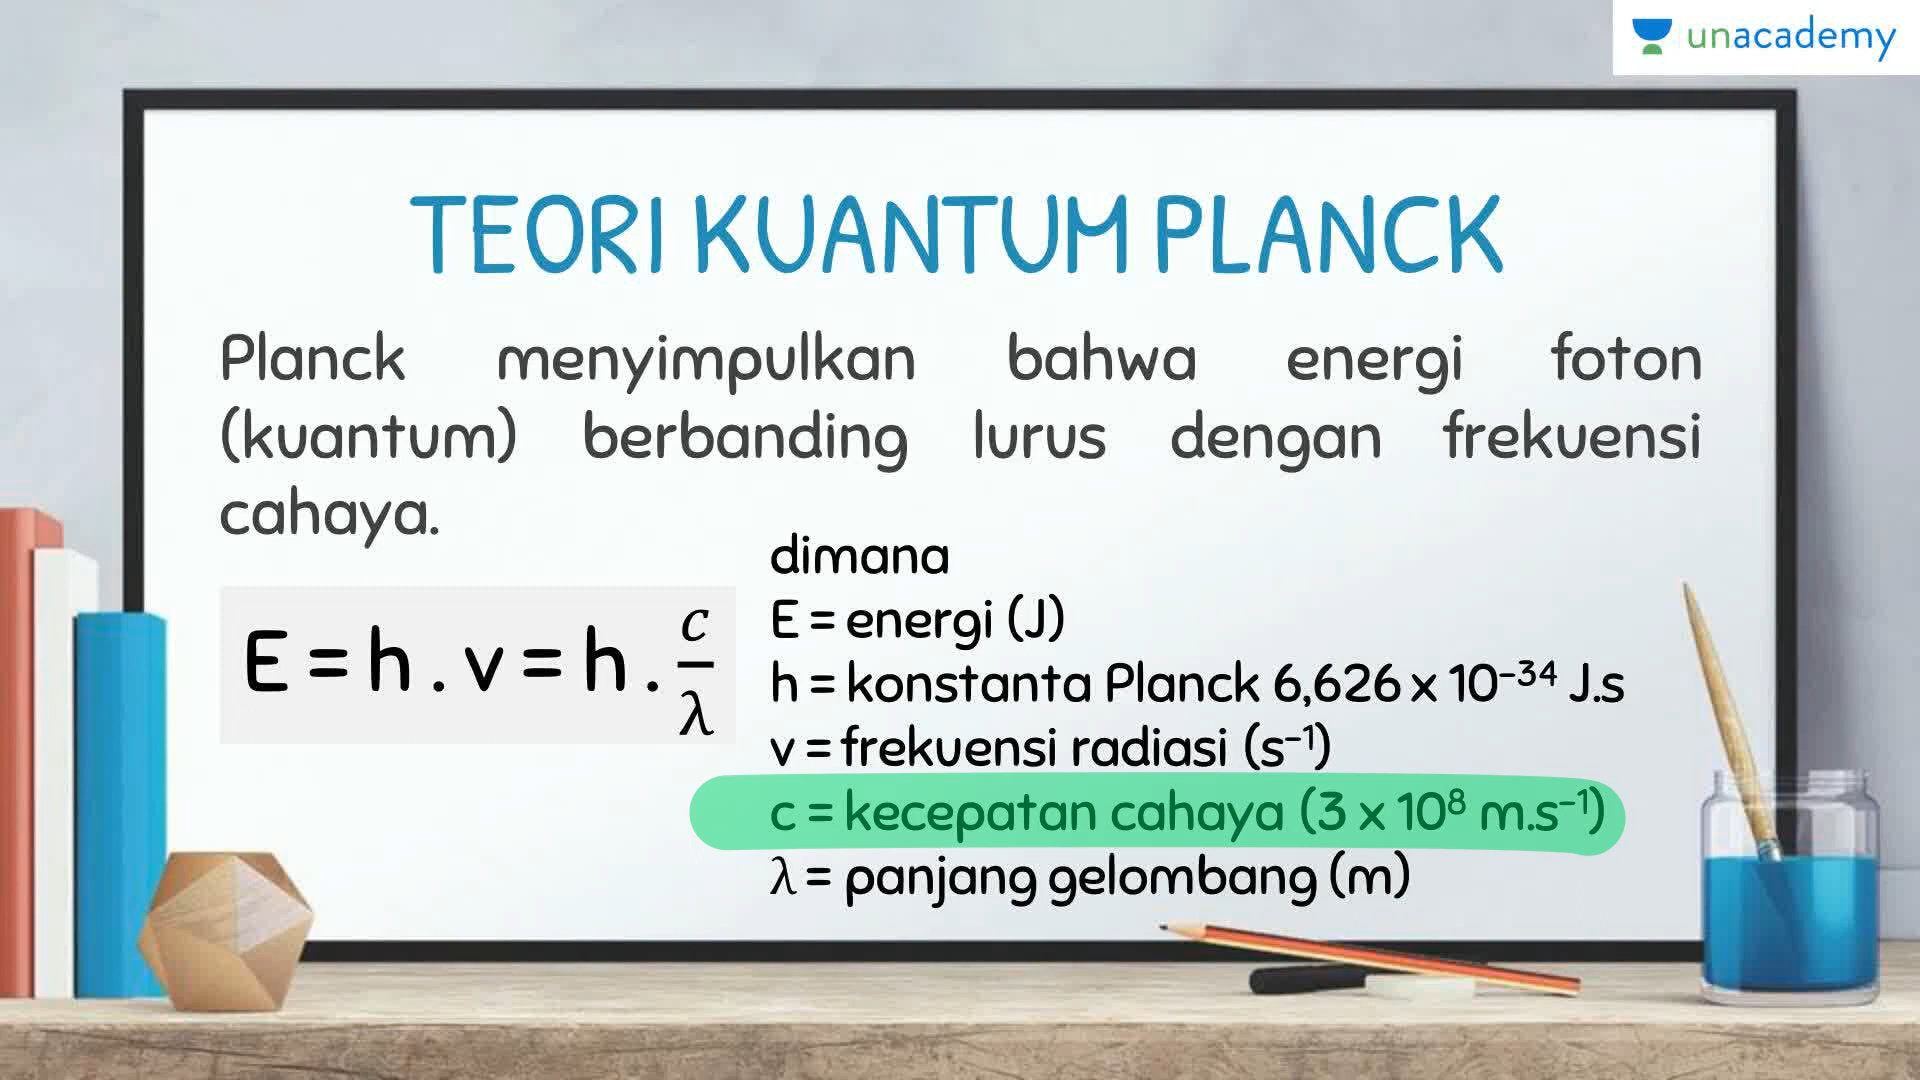 unacademy
TEORI KUANTUM PLANCK
Planck menyimpulkan bahwa energi foton
(kuantum) berbanding lurus dengan frekuensi
cahaya.
E = h . v = h . c/λ
dimana
E = energi (J)
h = konstanta Planck 6,626 x 10⁻³⁴ J.s
v = frekuensi radiasi (s⁻¹)
c = kecepatan cahaya (3 x 10⁸ m.s⁻¹)
λ = panjang gelombang (m)